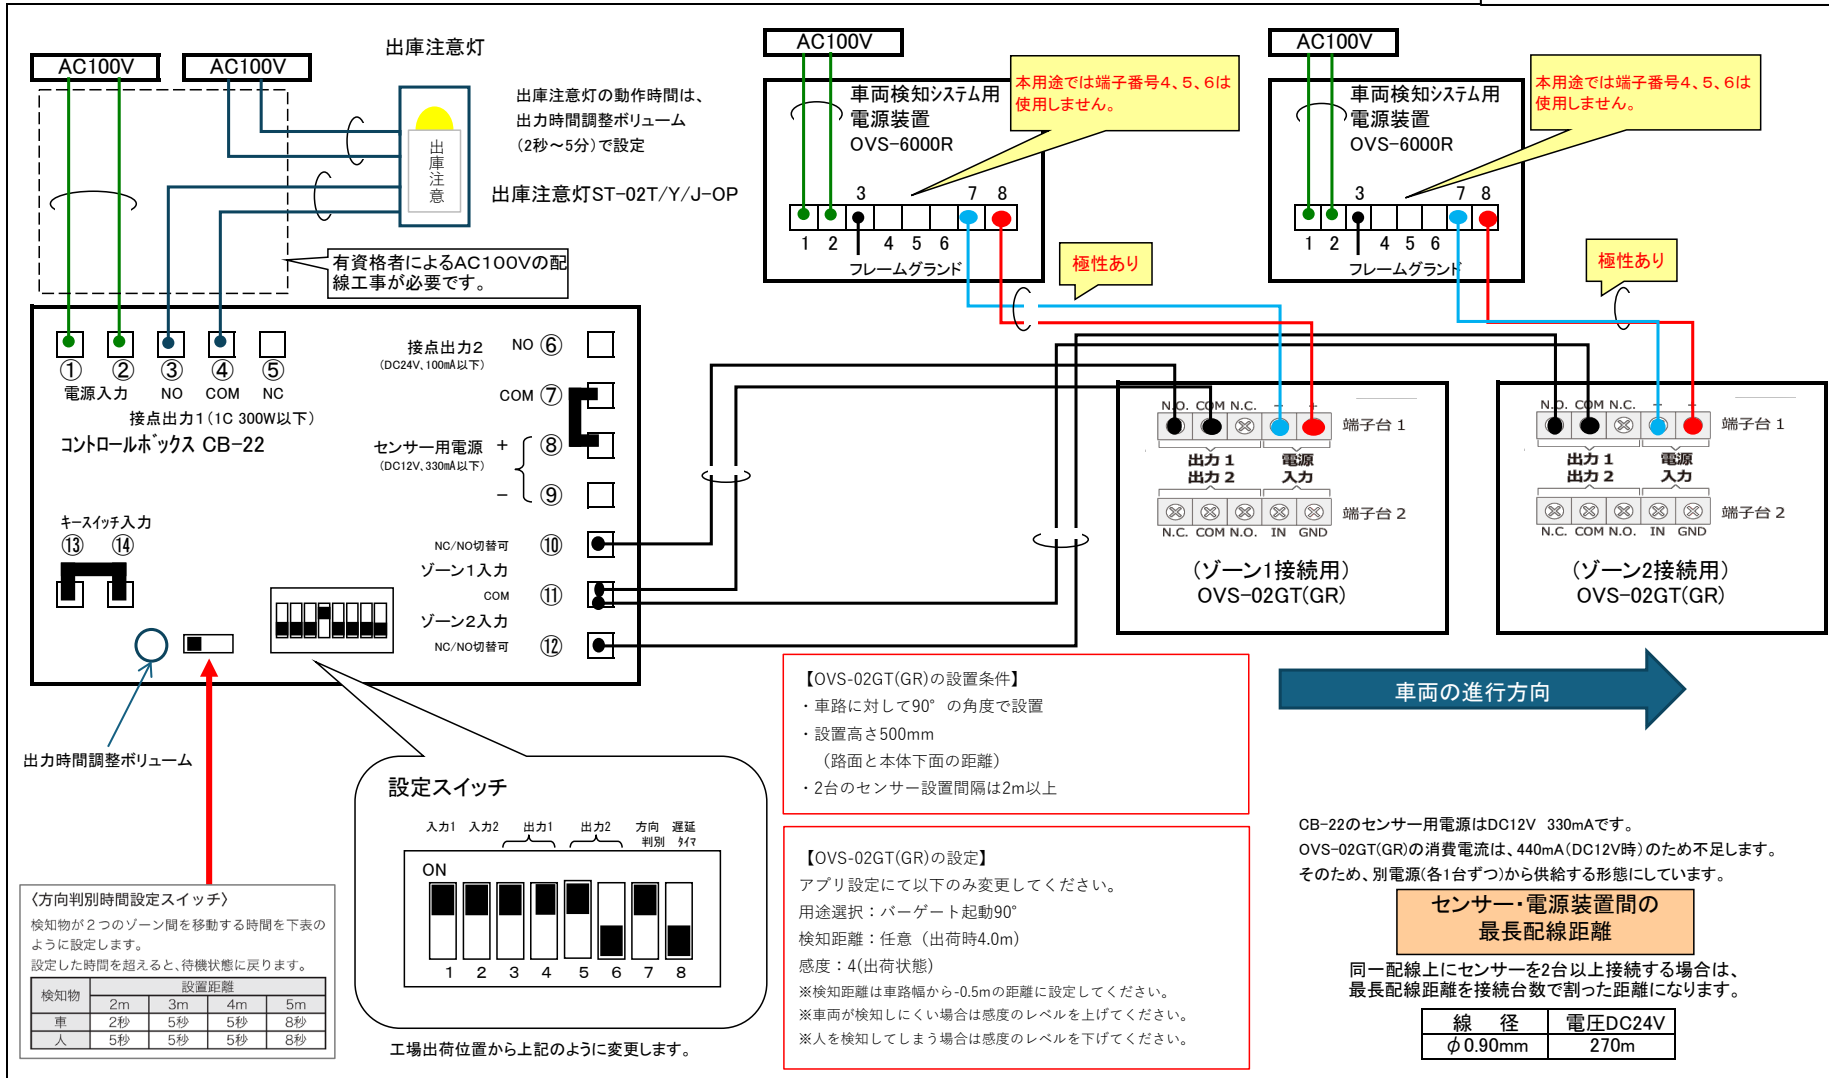 AC100V
AC100V
出庫注意灯
出庫注意
出庫注意灯の動作時間は、
出力時間調整ボリューム
(2秒～5分)で設定
出庫注意灯ST-02T/Y/J-OP
有資格者によるAC100Vの配
線工事が必要です。
AC100V
車両検知システム用
電源装置
OVS-6000R
本用途では端子番号4、5、6は
使用しません。
3
7
8
1
2
4
5
6
フレームグランド
極性あり
AC100V
車両検知システム用
電源装置
OVS-6000R
本用途では端子番号4、5、6は
使用しません。
3
7
8
1
2
4
5
6
フレームグランド
極性あり
① ② ③ ④ ⑤
電源入力 NO COM NC
接点出力1(1C 300W以下)
コントロールボックス CB-22
接点出力2 NO ⑥
(DC24V、100mA以下)
COM ⑦
センサー用電源 + ⑧
(DC12V、330mA以下)
- ⑨
キースイッチ入力
⑬ ⑭
NC/NO切替可 ⑩
ゾーン1入力
COM ⑪
ゾーン2入力
NC/NO切替可 ⑫
N.O. COM N.C. - +
端子台 1
出力 1 電源
出力 2 入力
端子台 2
N.C. COM N.O. IN GND
(ゾーン1接続用)
OVS-02GT(GR)
N.O. COM N.C. - +
端子台 1
出力 1 電源
出力 2 入力
端子台 2
N.C. COM N.O. IN GND
(ゾーン2接続用)
OVS-02GT(GR)
車両の進行方向
出力時間調整ボリューム
〈方向判別時間設定スイッチ〉
検知物が２つのゾーン間を移動する時間を下表の
ように設定します。
設定した時間を超えると、待機状態に戻ります。
検知物 設置距離
2m 3m 4m 5m
車 2秒 5秒 5秒 8秒
人 5秒 5秒 5秒 8秒
設定スイッチ
入力1 入力2 出力1 出力2 方向 遅延
判別 タイマ
ON
1 2 3 4 5 6 7 8
工場出荷位置から上記のように変更します。
【OVS-02GT(GR)の設置条件】
・車路に対して90°の角度で設置
・設置高さ500mm
（路面と本体下面の距離）
・2台のセンサー設置間隔は2m以上
【OVS-02GT(GR)の設定】
アプリ設定にて以下のみ変更してください。
用途選択：バーゲート起動90°
検知距離：任意（出荷時4.0m）
感度：4(出荷状態)
※検知距離は車路幅から-0.5mの距離に設定してください。
※車両が検知しにくい場合は感度のレベルを上げてください。
※人を検知してしまう場合は感度のレベルを下げてください。
CB-22のセンサー用電源はDC12V 330mAです。
OVS-02GT(GR)の消費電流は、440mA(DC12V時)のため不足します。
そのため、別電源(各1台ずつ)から供給する形態にしています。
センサー・電源装置間の
最長配線距離
同一配線上にセンサーを2台以上接続する場合は、
最長配線距離を接続台数で割った距離になります。
線 径 電圧DC24V
φ0.90mm 270m